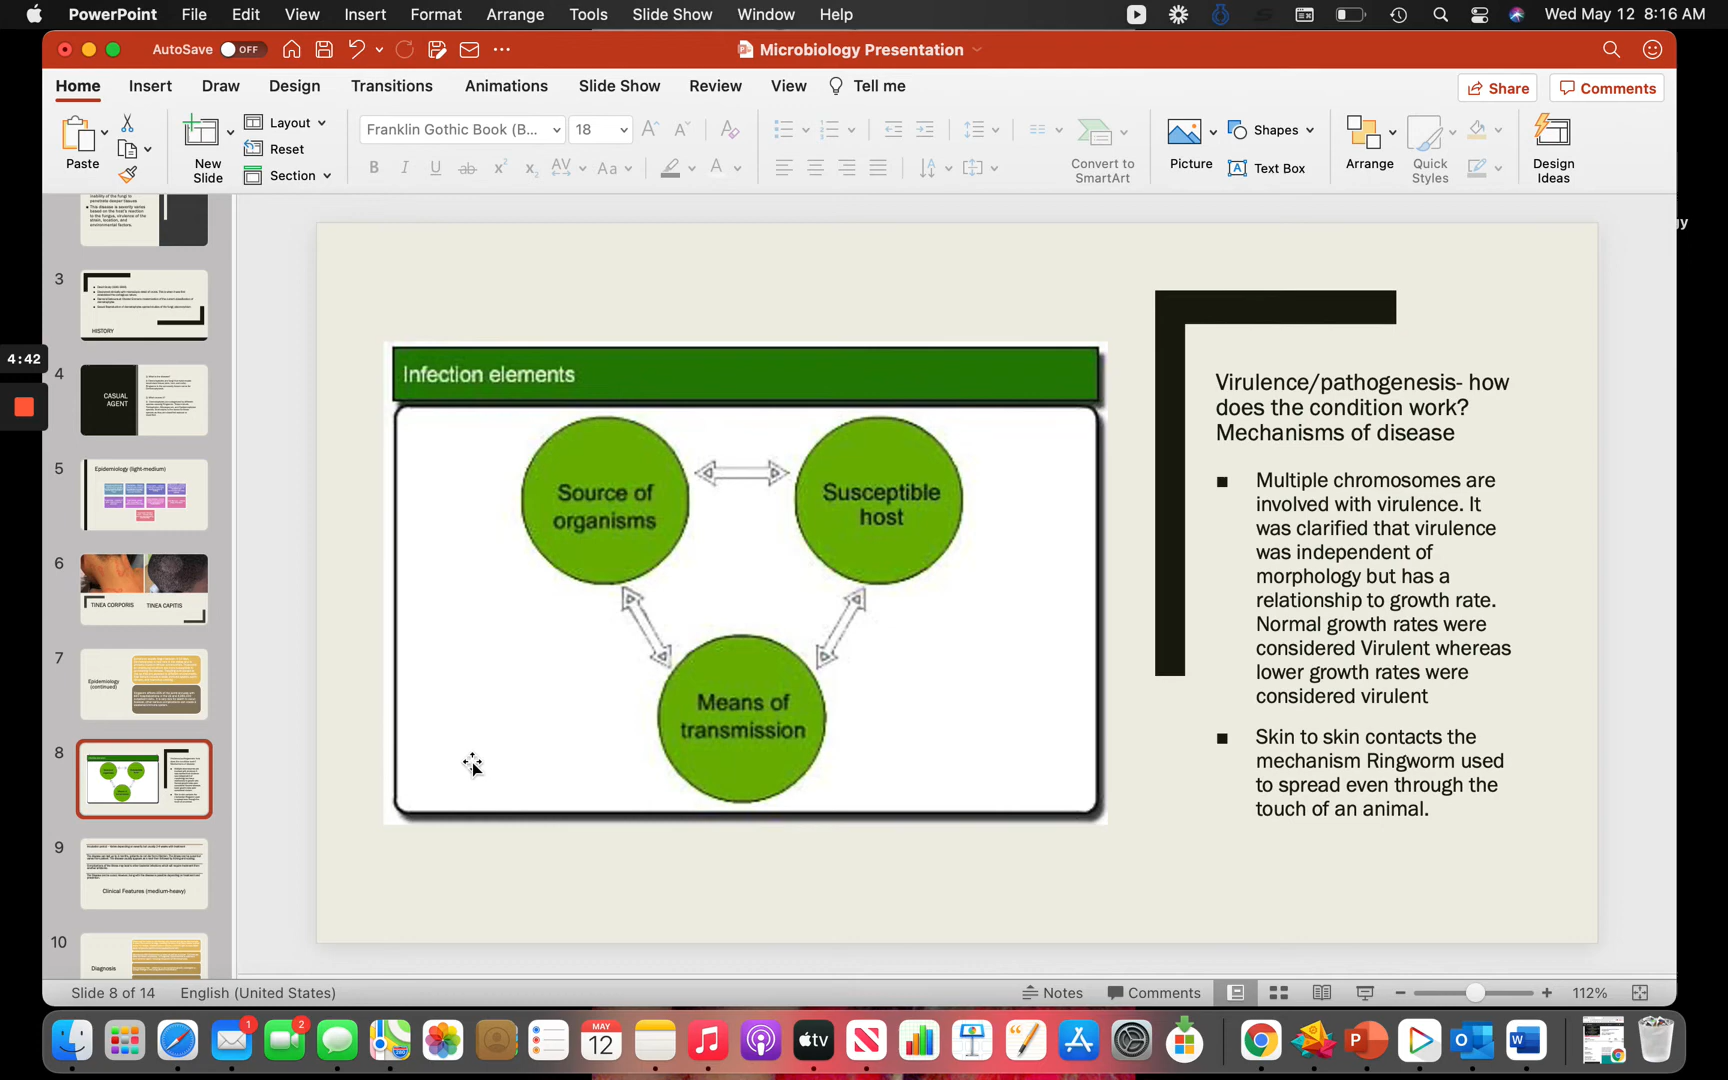 PowerPoint File Edit View Insert Format Arrange Tools Slide Show Window Help Wed May 12 8:16 AM
AutoSave OFF Microbiology Presentation
Home Insert Draw Design Transitions Animations Slide Show Review View Tell me Share Comments
Paste
New
Slide
Layout
Reset
Section
Franklin Gothic Book (B... 18
Convert to
SmartArt
Picture
Shapes
Text Box
Arrange
Quick
Styles
Design
Ideas
4:42
penetrate deeper tissues
3
HISTORY
4
CASUAL
AGENT
5
Epidemiology (light-medium)
6
TINEA CORPORIS TINEA CAPITIS
7
Epidemiology
(continued)
8
9
Clinical Features (medium-heavy)
10
Diagnosis
Infection elements
Source of
organisms
Susceptible
host
Means of
transmission
Virulence/pathogenesis- how
does the condition work?
Mechanisms of disease
Multiple chromosomes are
involved with virulence. It
was clarified that virulence
was independent of
morphology but has a
relationship to growth rate.
Normal growth rates were
considered Virulent whereas
lower growth rates were
considered virulent
Skin to skin contacts the
mechanism Ringworm used
to spread even through the
touch of an animal.
Slide 8 of 14 English (United States) Notes Comments 112%
1
2
280
MAY
12
tv
P
O
W